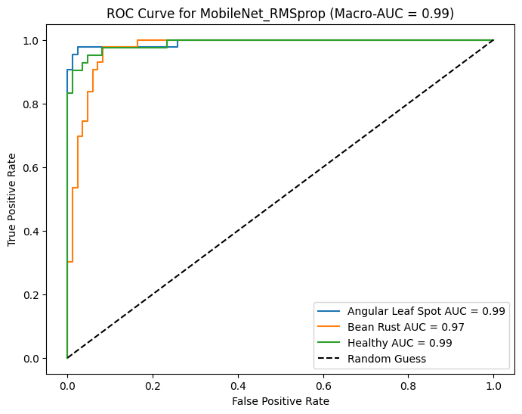 ROC Curve for MobileNet_RMSprop (Macro-AUC = 0.99)
1.0
0.8
0.6
0.4
0.2
0.0
True Positive Rate
Angular Leaf Spot AUC = 0.99
Bean Rust AUC = 0.97
Healthy AUC = 0.99
Random Guess
0.0 0.2 0.4 0.6 0.8 1.0
False Positive Rate